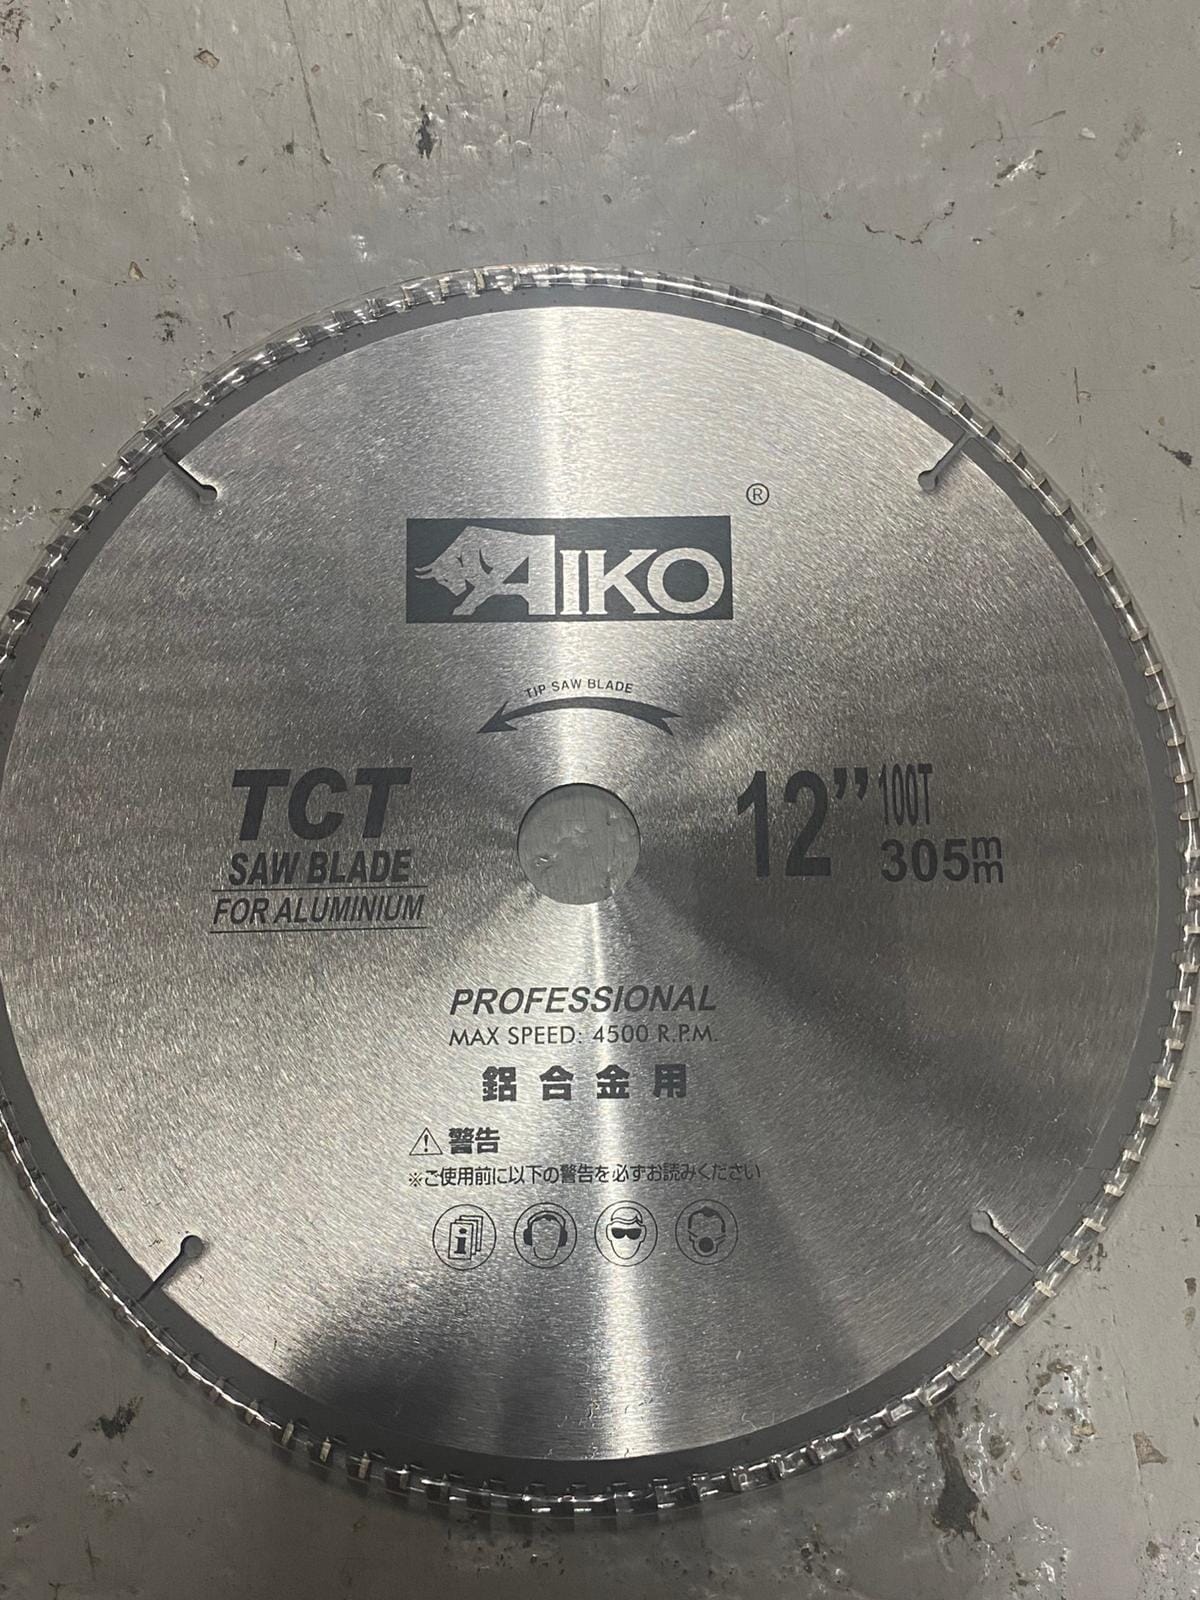 ®
AIKO
TIP SAW BLADE
TCT
SAW BLADE
FOR ALUMINIUM
12” 100T
305mm
PROFESSIONAL
MAX SPEED: 4500 R.P.M.
鋁合金用
警告
※ご使用前に以下の警告を必ずお読みください
i